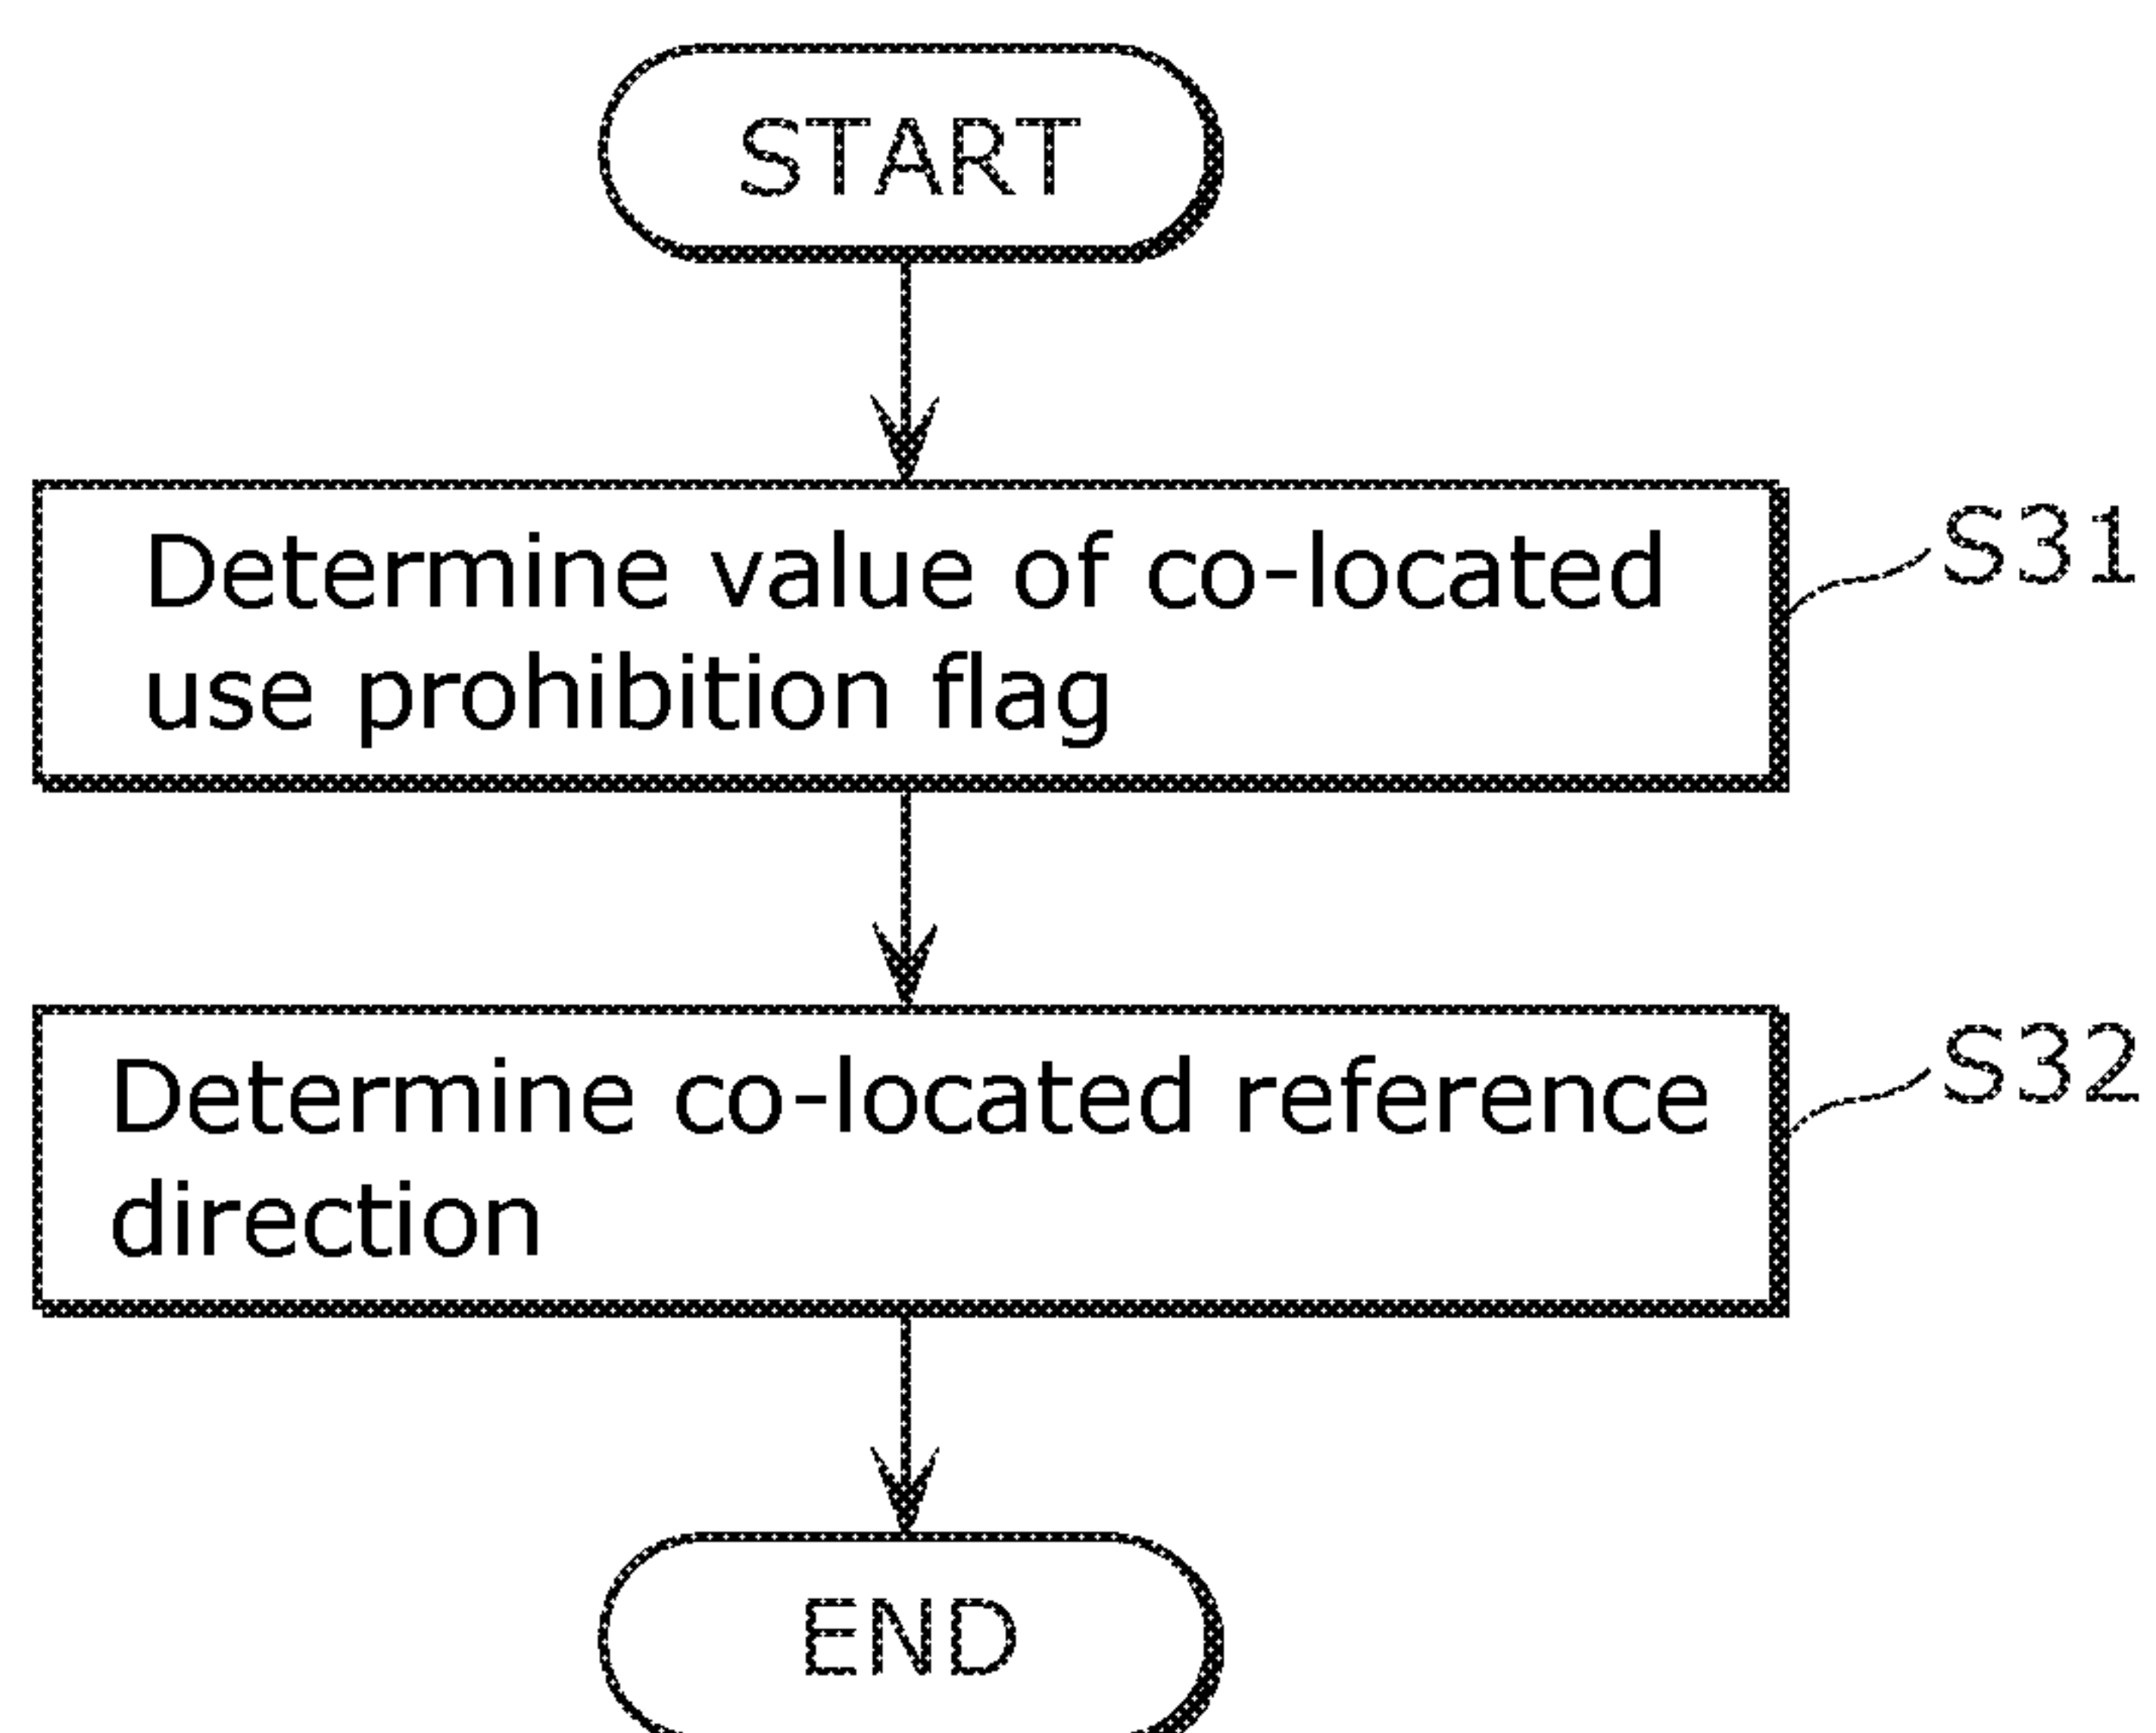 START
Determine value of co-located
use prohibition flag
S31
Determine co-located reference
direction
S32
END